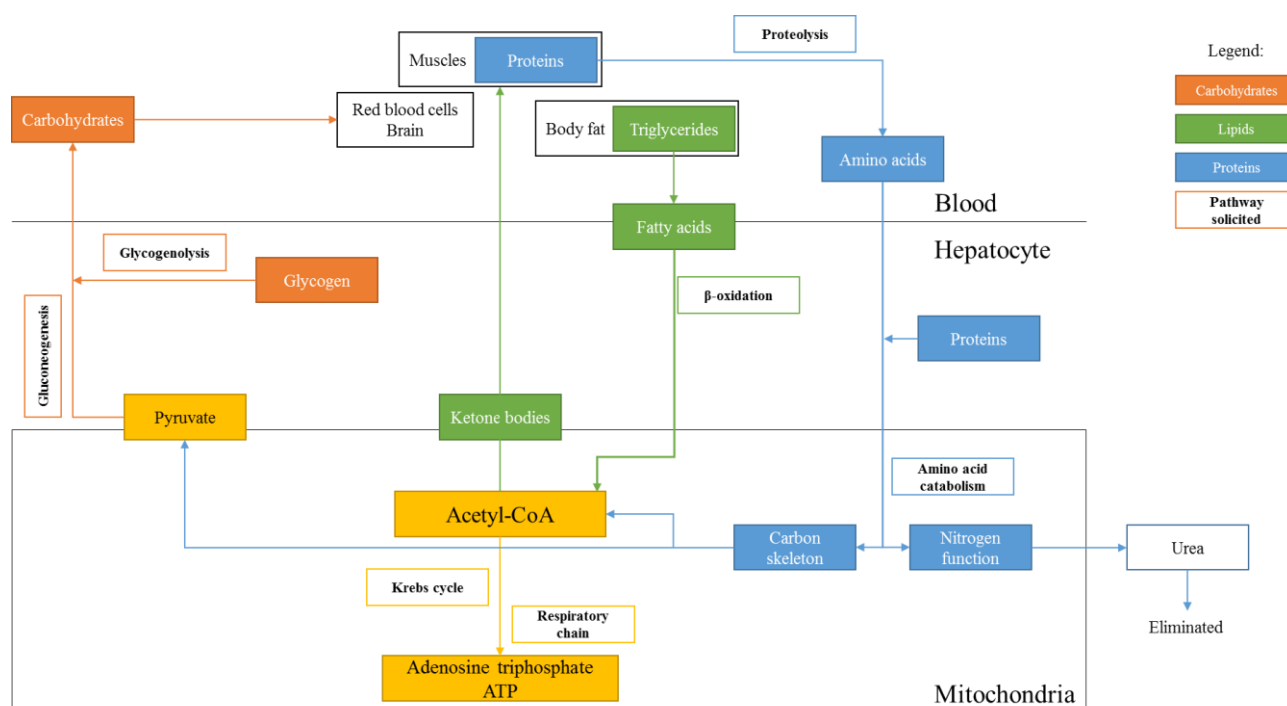 Proteolysis
Legend:
Muscles
Proteins
Carbohydrates
Carbohydrates
Red blood cells
Brain
Body fat
Triglycerides
Lipids
Amino acids
Proteins
Blood
Pathway
solicited
Fatty acids
Hepatocyte
Glycogenolysis
Glycogen
β-oxidation
Gluconeogenesis
Proteins
Pyruvate
Ketone bodies
Amino acid
catabolism
Acetyl-CoA
Carbon
skeleton
Nitrogen
function
Urea
Krebs cycle
Respiratory
chain
Eliminated
Adenosine triphosphate
ATP
Mitochondria